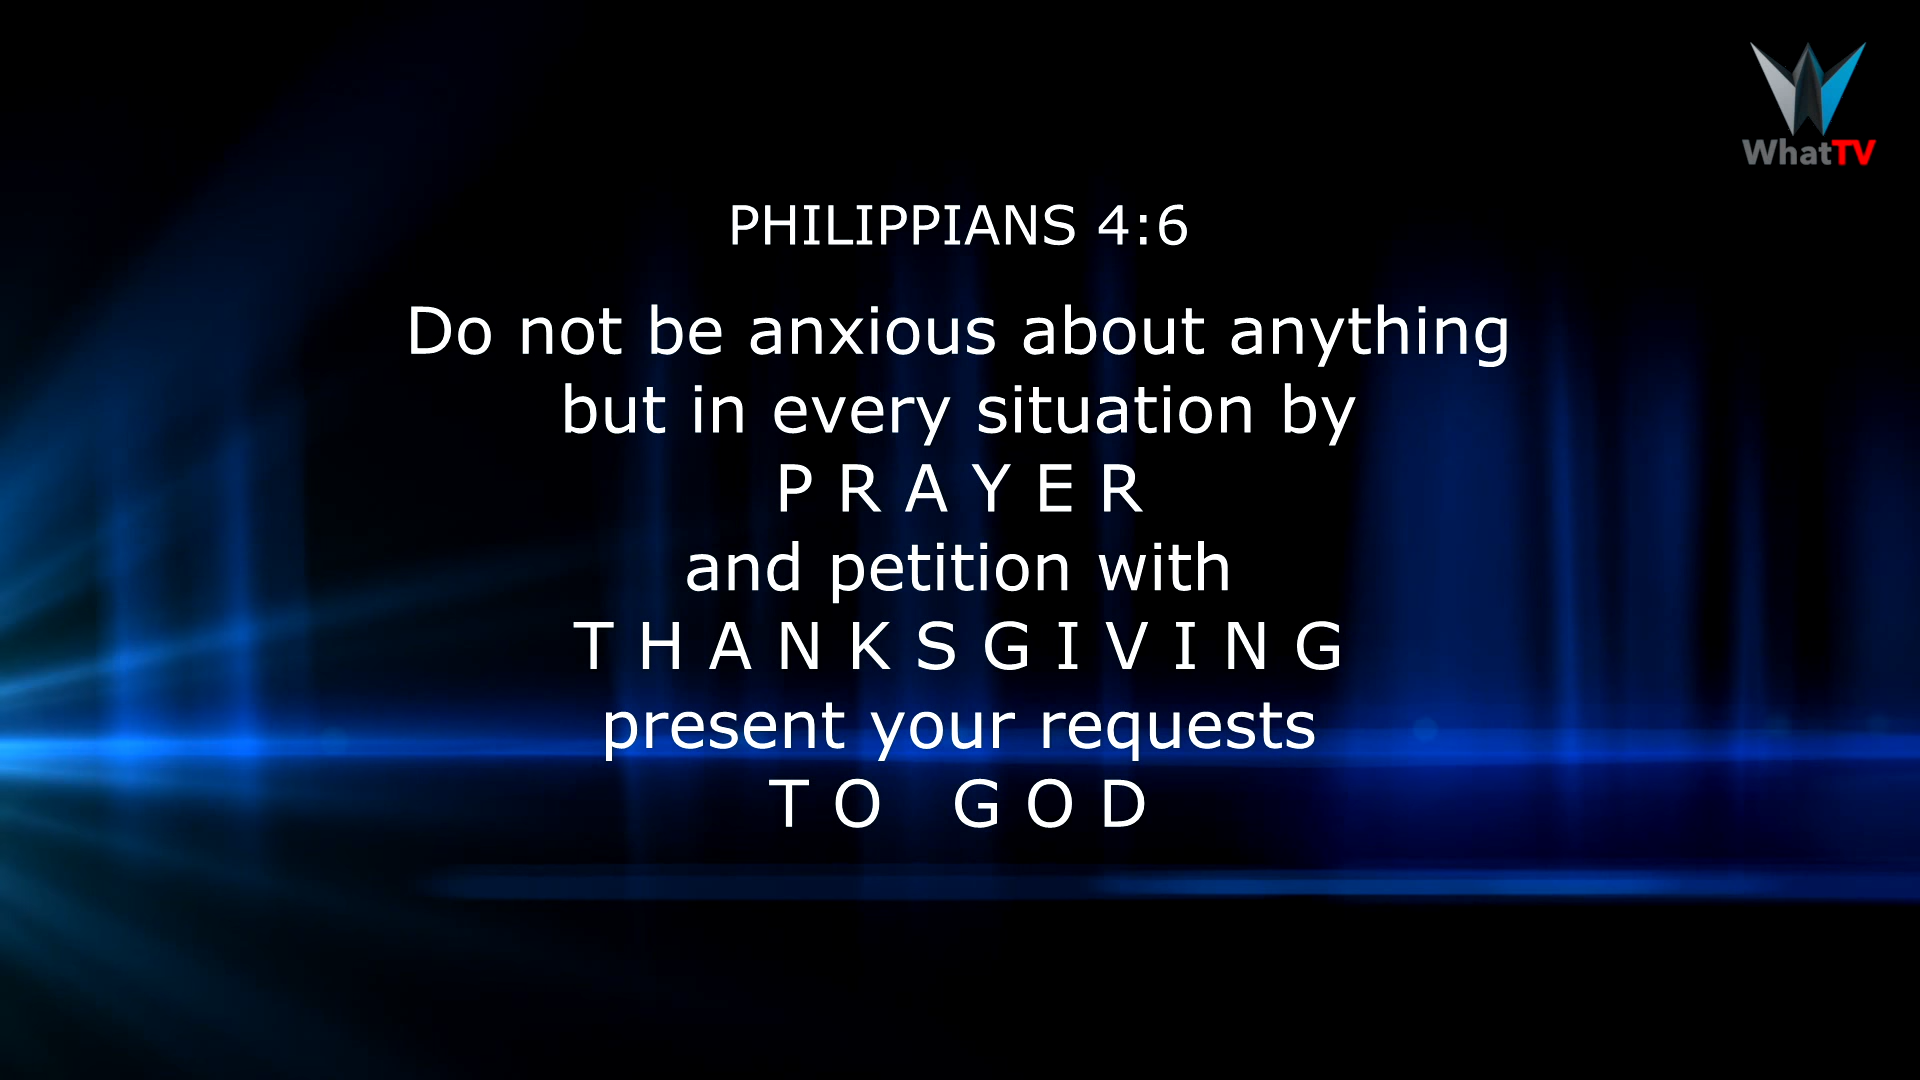 WhatTV
PHILIPPIANS 4:6
Do not be anxious about anything
but in every situation by
P R A Y E R
and petition with
T H A N K S G I V I N G
present your requests
T O   G O D